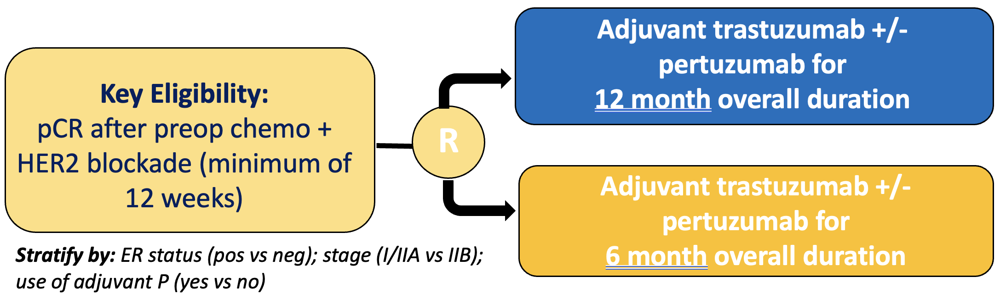 Key Eligibility:
pCR after preop chemo +
HER2 blockade (minimum of
12 weeks)
Stratify by: ER status (pos vs neg); stage (I/IIA vs IIB);
use of adjuvant P (yes vs no)
R
Adjuvant trastuzumab +/-
pertuzumab for
12 month overall duration
Adjuvant trastuzumab +/-
pertuzumab for
6 month overall duration